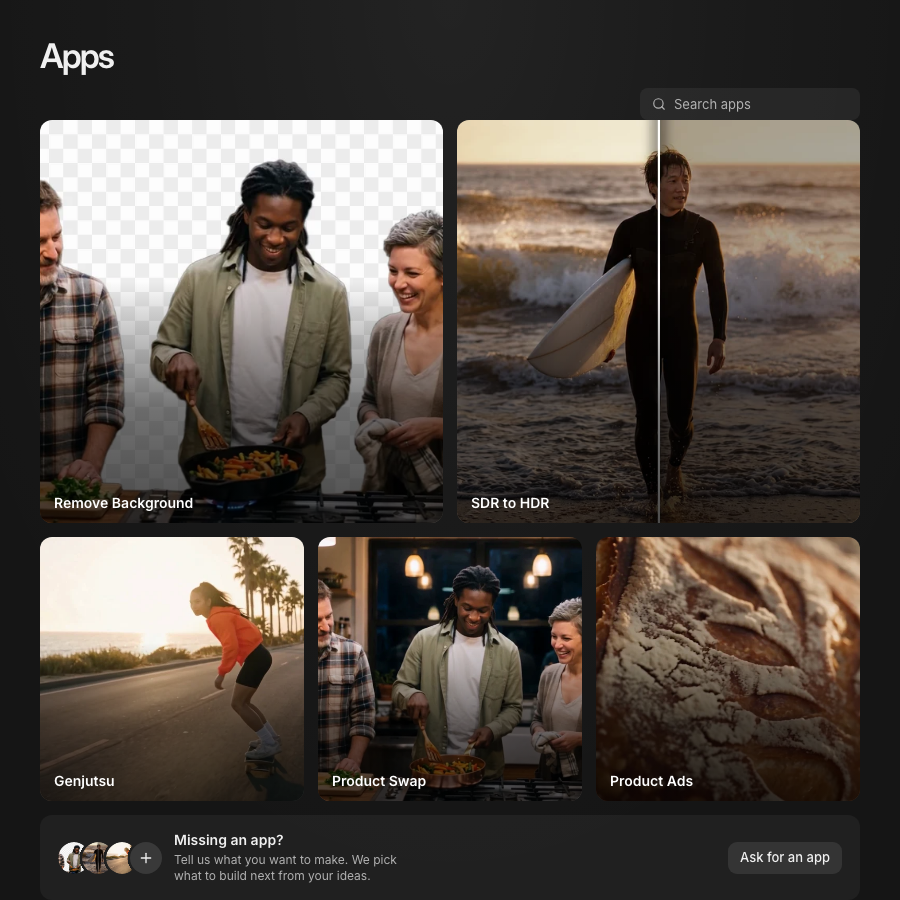 Apps
Search apps
Remove Background
SDR to HDR
Genjutsu
Product Swap
Product Ads
Missing an app?
Tell us what you want to make. We pick
what to build next from your ideas.
Ask for an app